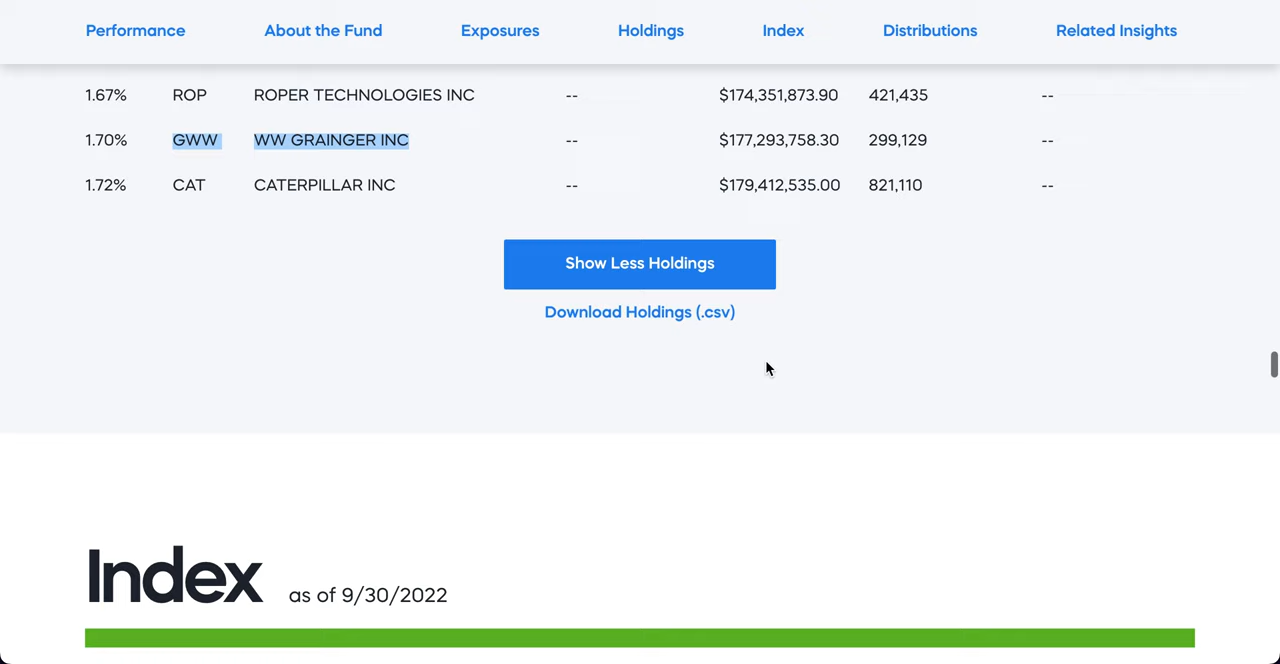 Performance About the Fund Exposures Holdings Index Distributions Related Insights
1.67% ROP ROPER TECHNOLOGIES INC -- $174,351,873.90 421,435 --
1.70% GWW WW GRAINGER INC -- $177,293,758.30 299,129 --
1.72% CAT CATERPILLAR INC -- $179,412,535.00 821,110 --
Show Less Holdings
Download Holdings (.csv)
Index as of 9/30/2022